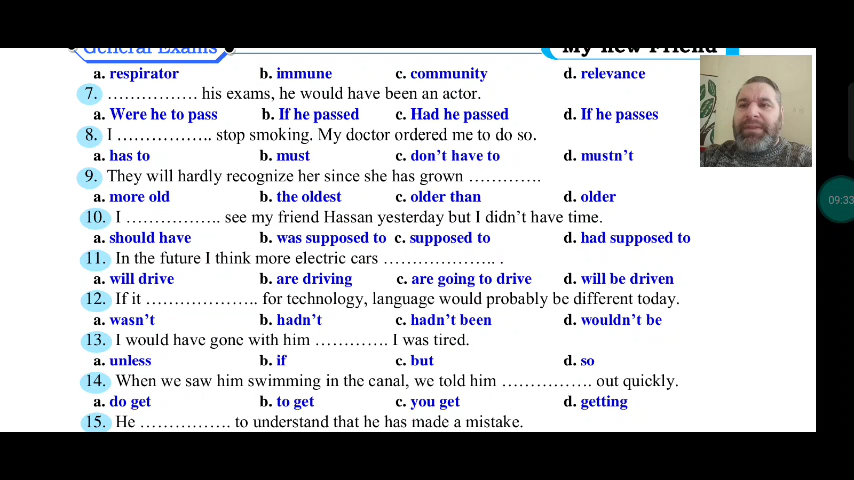 General Exams My new Friend
a. respirator b. immune c. community d. relevance
7. ................ his exams, he would have been an actor.
a. Were he to pass b. If he passed c. Had he passed d. If he passes
8. I ................. stop smoking. My doctor ordered me to do so.
a. has to b. must c. don't have to d. mustn't
9. They will hardly recognize her since she has grown .............
a. more old b. the oldest c. older than d. older
10. I ................. see my friend Hassan yesterday but I didn't have time.
a. should have b. was supposed to c. supposed to d. had supposed to
11. In the future I think more electric cars .................... .
a. will drive b. are driving c. are going to drive d. will be driven
12. If it .................... for technology, language would probably be different today.
a. wasn't b. hadn't c. hadn't been d. wouldn't be
13. I would have gone with him ............. I was tired.
a. unless b. if c. but d. so
14. When we saw him swimming in the canal, we told him ................ out quickly.
a. do get b. to get c. you get d. getting
15. He ................ to understand that he has made a mistake.
09:33